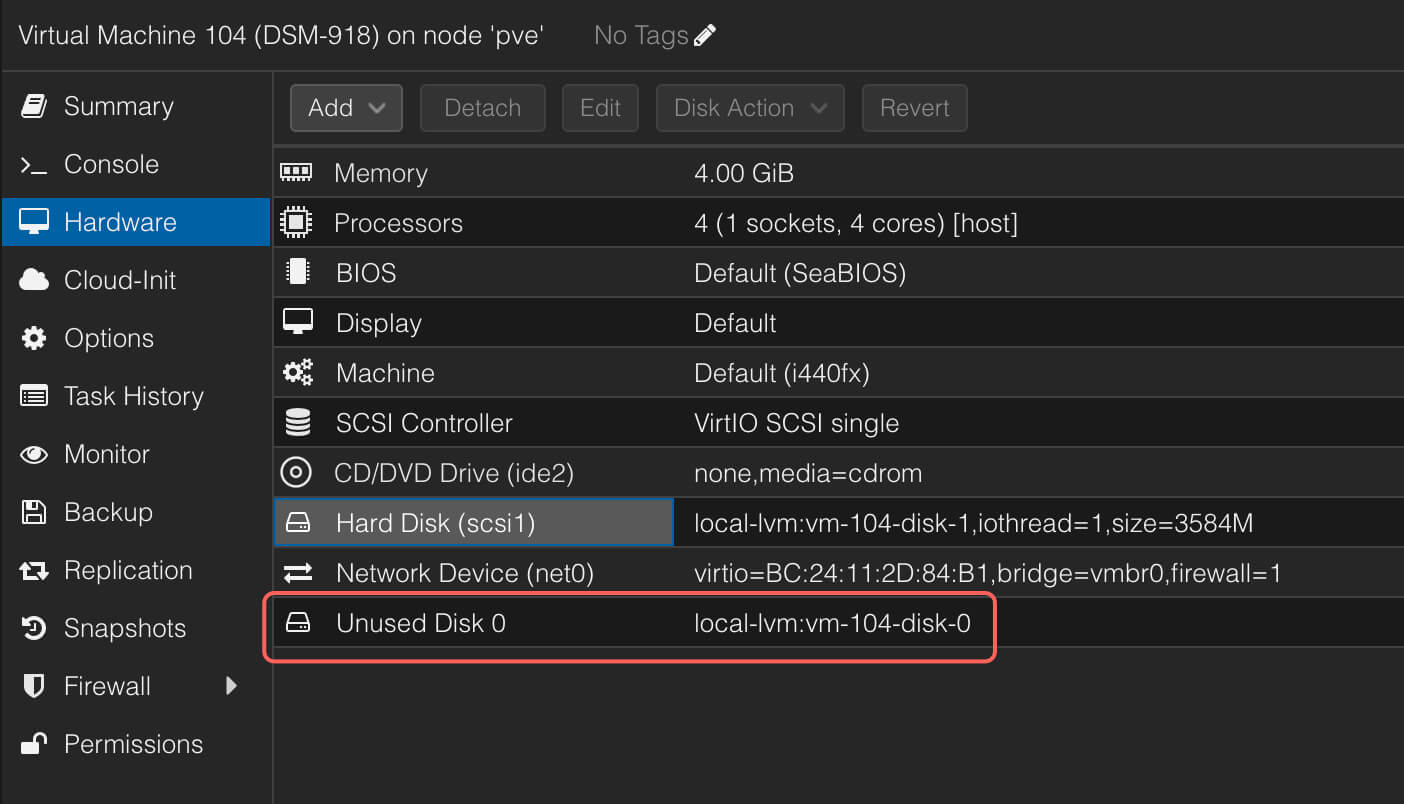 Virtual Machine 104 (DSM-918) on node 'pve' No Tags
Summary
Console
Hardware
Cloud-Init
Options
Task History
Monitor
Backup
Replication
Snapshots
Firewall
Permissions
Add Detach Edit Disk Action Revert
Memory 4.00 GiB
Processors 4 (1 sockets, 4 cores) [host]
BIOS Default (SeaBIOS)
Display Default
Machine Default (i440fx)
SCSI Controller VirtIO SCSI single
CD/DVD Drive (ide2) none,media=cdrom
Hard Disk (scsi1) local-lvm:vm-104-disk-1,iothread=1,size=3584M
Network Device (net0) virtio=BC:24:11:2D:84:B1,bridge=vmbr0,firewall=1
Unused Disk 0 local-lvm:vm-104-disk-0